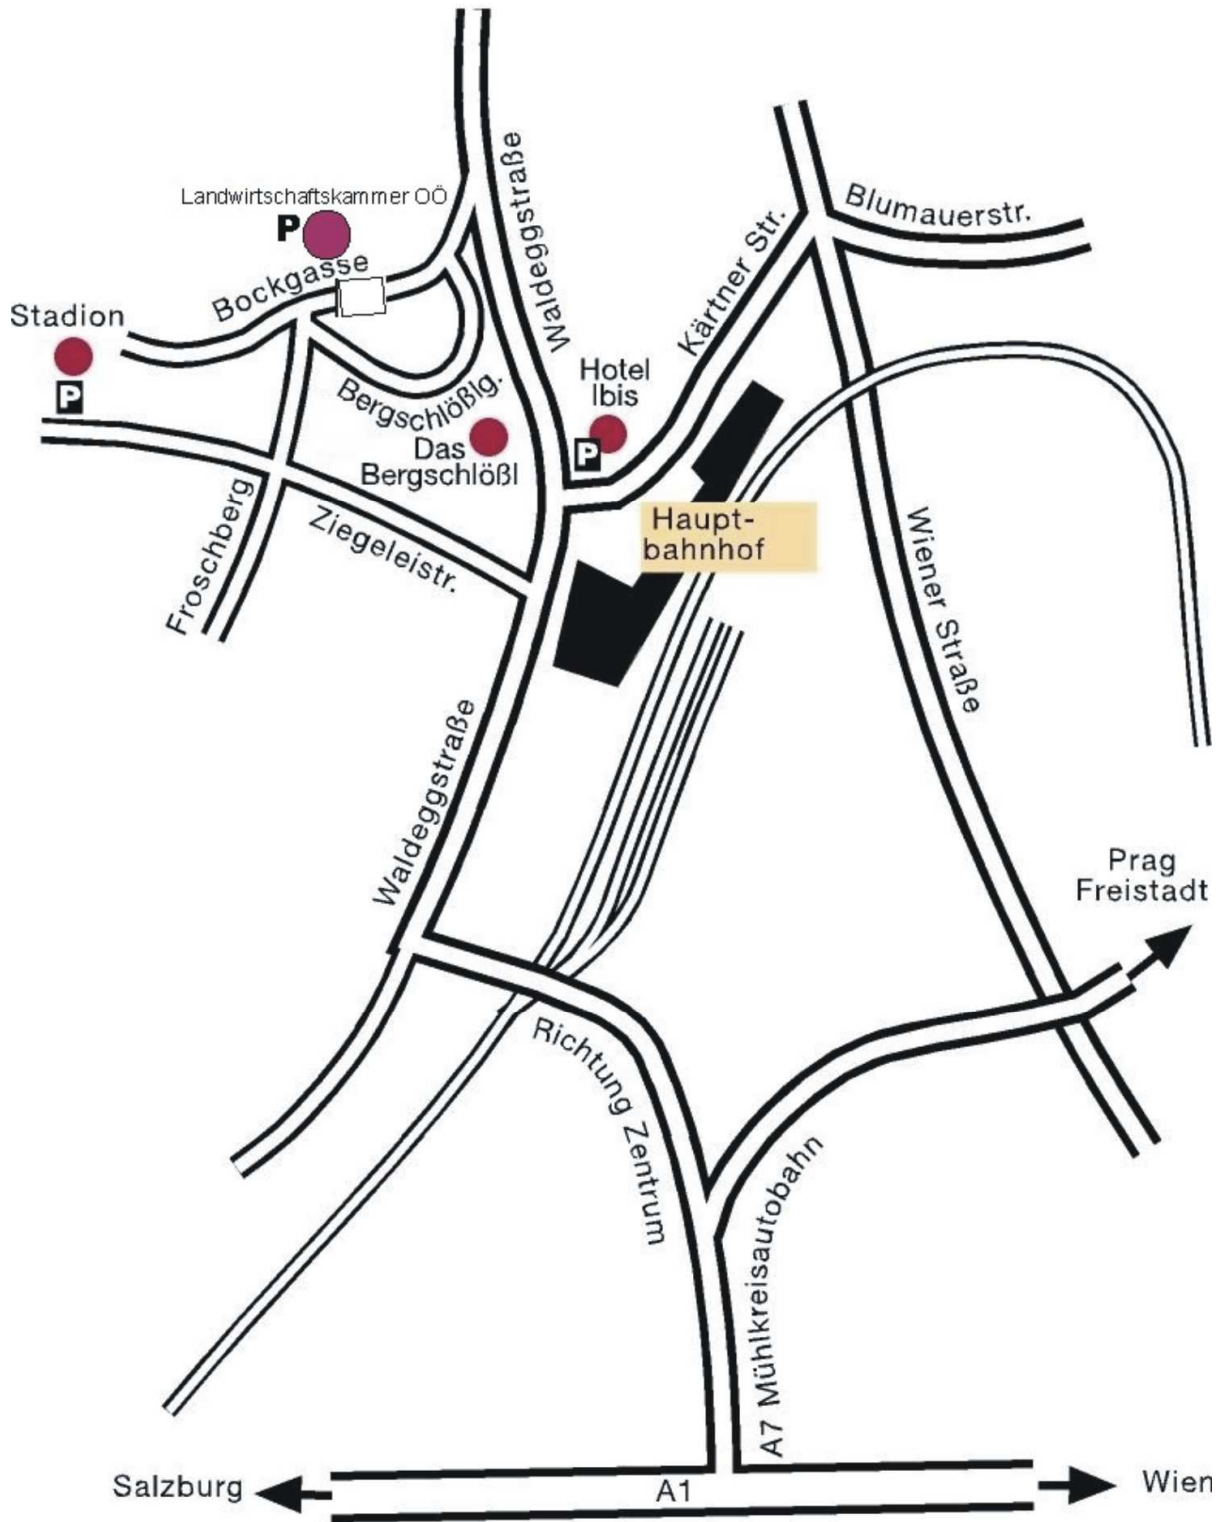 Waldeggstraße
Landwirtschaftskammer OÖ
P
Bockgasse
Stadion
P
Blumauerstr.
Kärtner Str.
Waldeggstraße
Hotel
Ibis
P
Bergschlößlg.
Das
Bergschlößl
Haupt-
bahnhof
Ziegeleistr.
Froschberg
Wiener Straße
Waldeggstraße
Prag
Freistadt
Richtung Zentrum
A7 Mühlkreisautobahn
Salzburg
A1
Wien